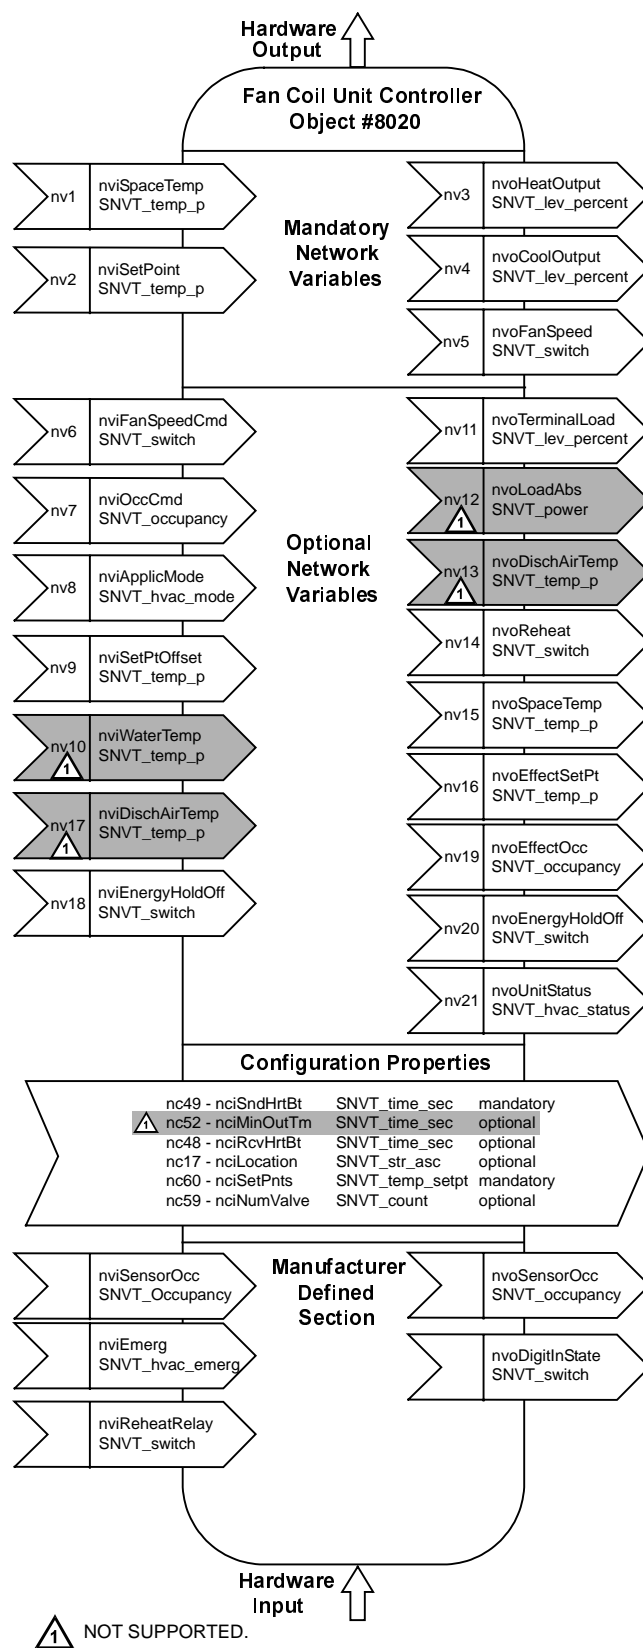 Hardware
Output
Fan Coil Unit Controller
Object #8020
nv1
nviSpaceTemp
SNVT_temp_p
nv2
nviSetPoint
SNVT_temp_p
Mandatory
Network
Variables
nv3
nvoHeatOutput
SNVT_lev_percent
nv4
nvoCoolOutput
SNVT_lev_percent
nv5
nvoFanSpeed
SNVT_switch
nv6
nviFanSpeedCmd
SNVT_switch
nv7
nviOccCmd
SNVT_occupancy
nv8
nviApplicMode
SNVT_hvac_mode
nv9
nviSetPtOffset
SNVT_temp_p
nv10
1
nviWaterTemp
SNVT_temp_p
nv17
1
nviDischAirTemp
SNVT_temp_p
nv18
nviEnergyHoldOff
SNVT_switch
Optional
Network
Variables
nv11
nvoTerminalLoad
SNVT_lev_percent
nv12
1
nvoLoadAbs
SNVT_power
nv13
1
nvoDischAirTemp
SNVT_temp_p
nv14
nvoReheat
SNVT_switch
nv15
nvoSpaceTemp
SNVT_temp_p
nv16
nvoEffectSetPt
SNVT_temp_p
nv19
nvoEffectOcc
SNVT_occupancy
nv20
nvoEnergyHoldOff
SNVT_switch
nv21
nvoUnitStatus
SNVT_hvac_status
Configuration Properties
nc49 - nciSndHrtBt SNVT_time_sec mandatory
1 nc52 - nciMinOutTm SNVT_time_sec optional
nc48 - nciRcvHrtBt SNVT_time_sec optional
nc17 - nciLocation SNVT_str_asc optional
nc60 - nciSetPnts SNVT_temp_setpt mandatory
nc59 - nciNumValve SNVT_count optional
nviSensorOcc
SNVT_Occupancy
nviEmerg
SNVT_hvac_emerg
nviReheatRelay
SNVT_switch
Manufacturer
Defined
Section
nvoSensorOcc
SNVT_occupancy
nvoDigitInState
SNVT_switch
Hardware
Input
1 NOT SUPPORTED.